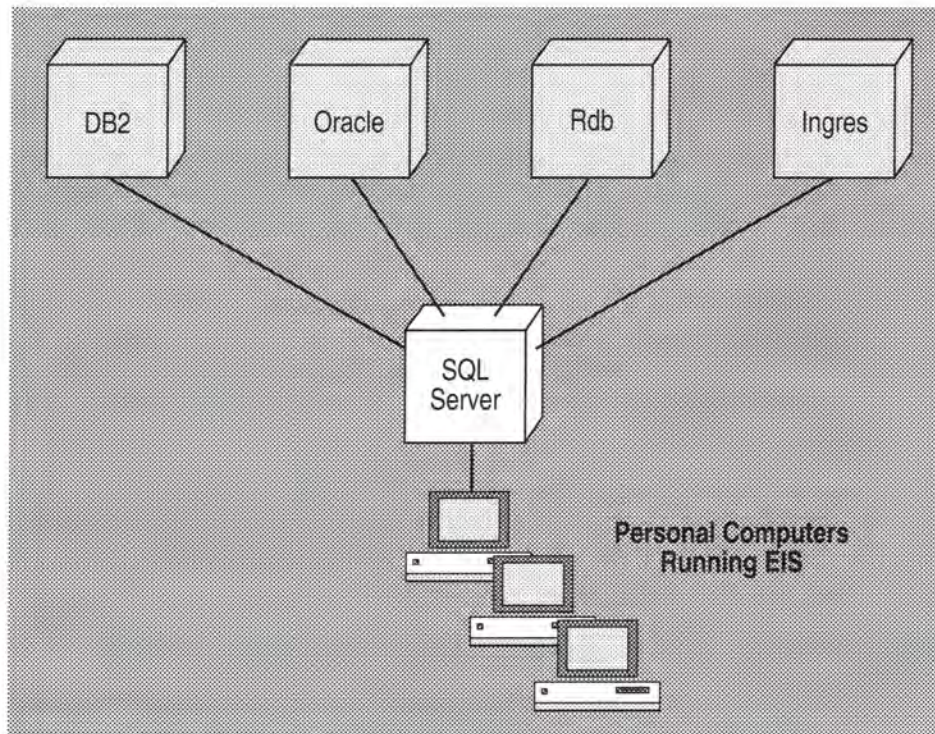 DB2
Oracle
Rdb
Ingres
SQL
Server
Personal Computers
Running EIS